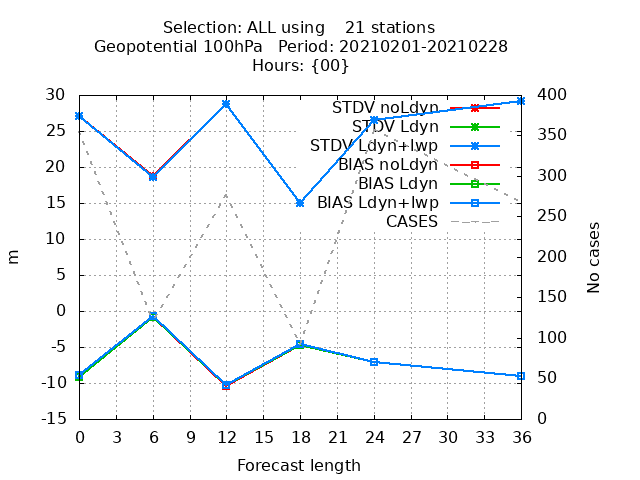 Selection: ALL using    21 stations
Geopotential 100hPa   Period: 20210201-20210228
Hours: {00}
30
25
20
15
10
5
0
-5
-10
-15
m
400
350
300
250
200
150
100
50
0
No cases
STDV noLdyn
STDV Ldyn
STDV Ldyn+lwp
BIAS noLdyn
BIAS Ldyn
BIAS Ldyn+lwp
CASES
0 3 6 9 12 15 18 21 24 27 30 33 36
Forecast length